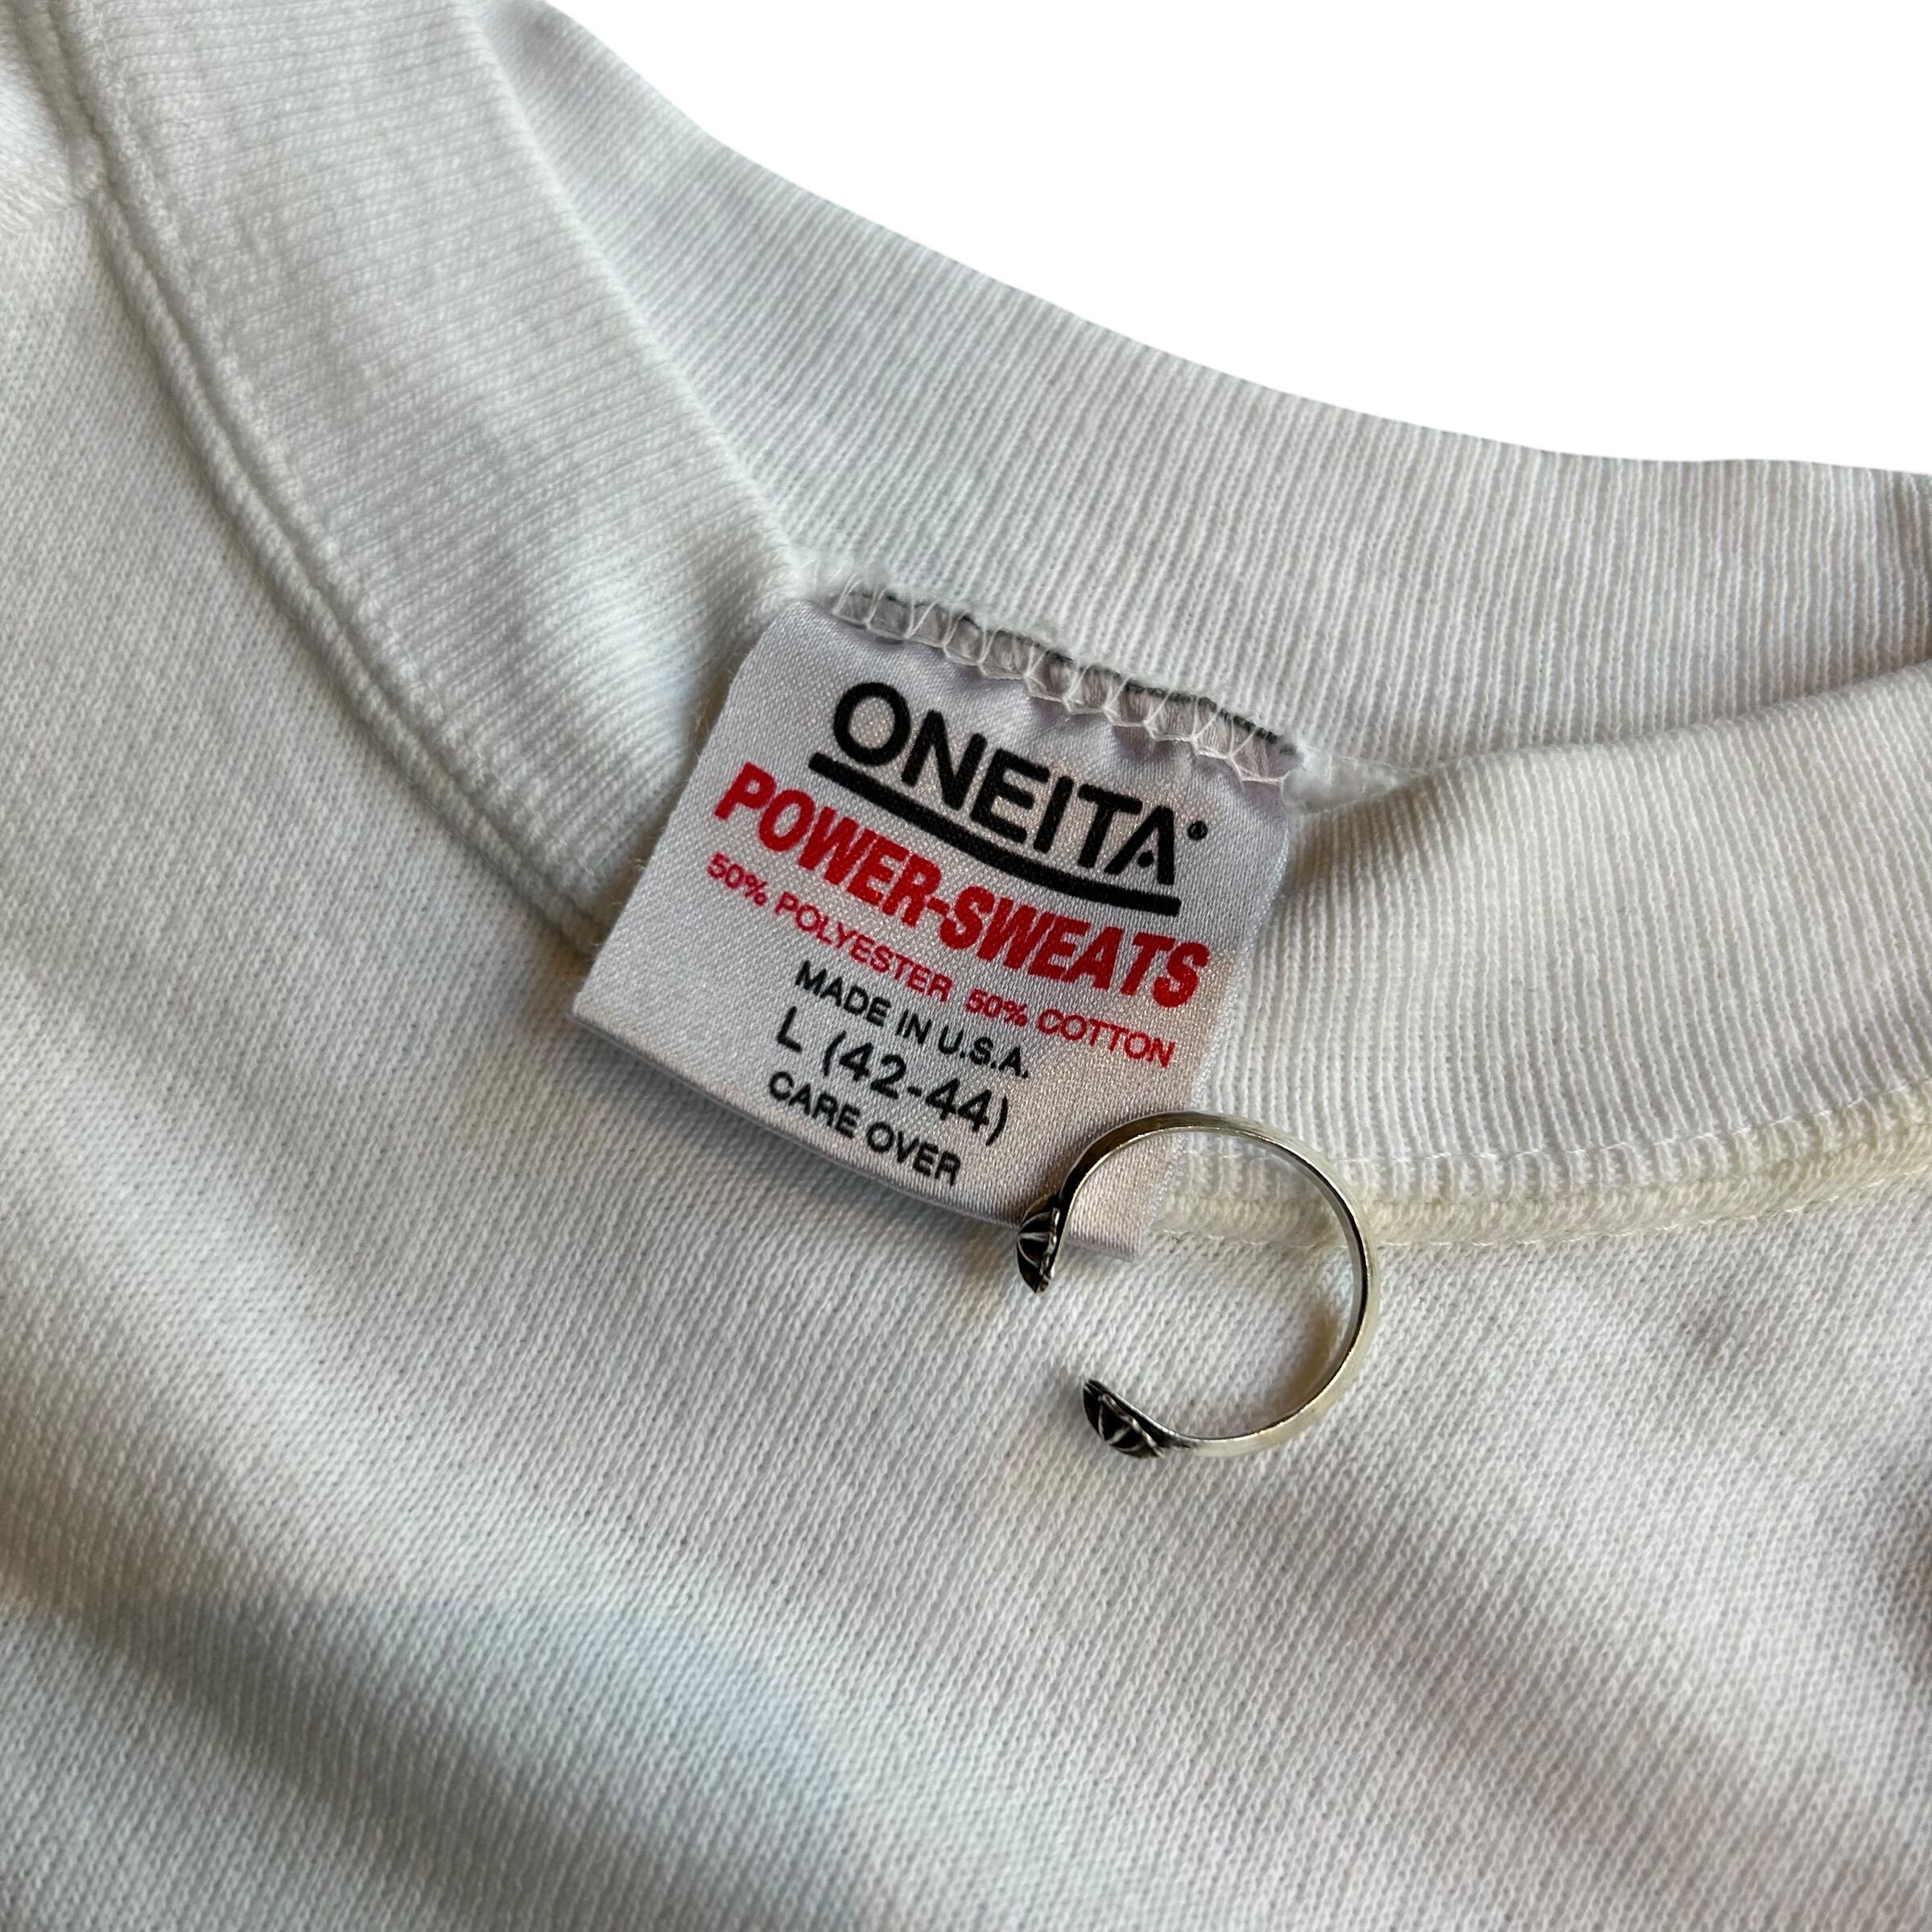 ONEITA®
POWER-SWEATS
50% POLYESTER 50% COTTON
MADE IN U.S.A.
L (42-44)
CARE OVER